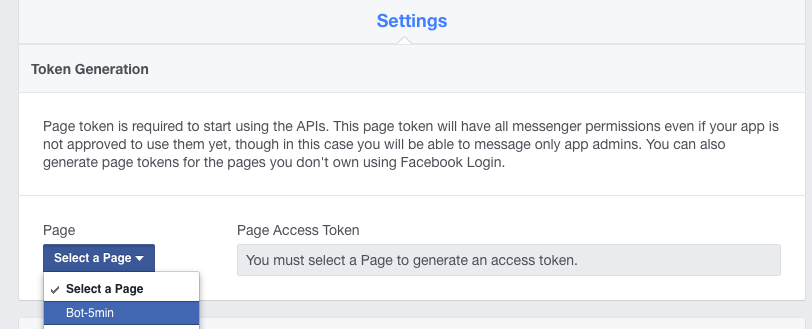 Settings
Token Generation
Page token is required to start using the APIs. This page token will have all messenger permissions even if your app is
not approved to use them yet, though in this case you will be able to message only app admins. You can also
generate page tokens for the pages you don't own using Facebook Login.
Page
Page Access Token
Select a Page
You must select a Page to generate an access token.
Select a Page
Bot-5min